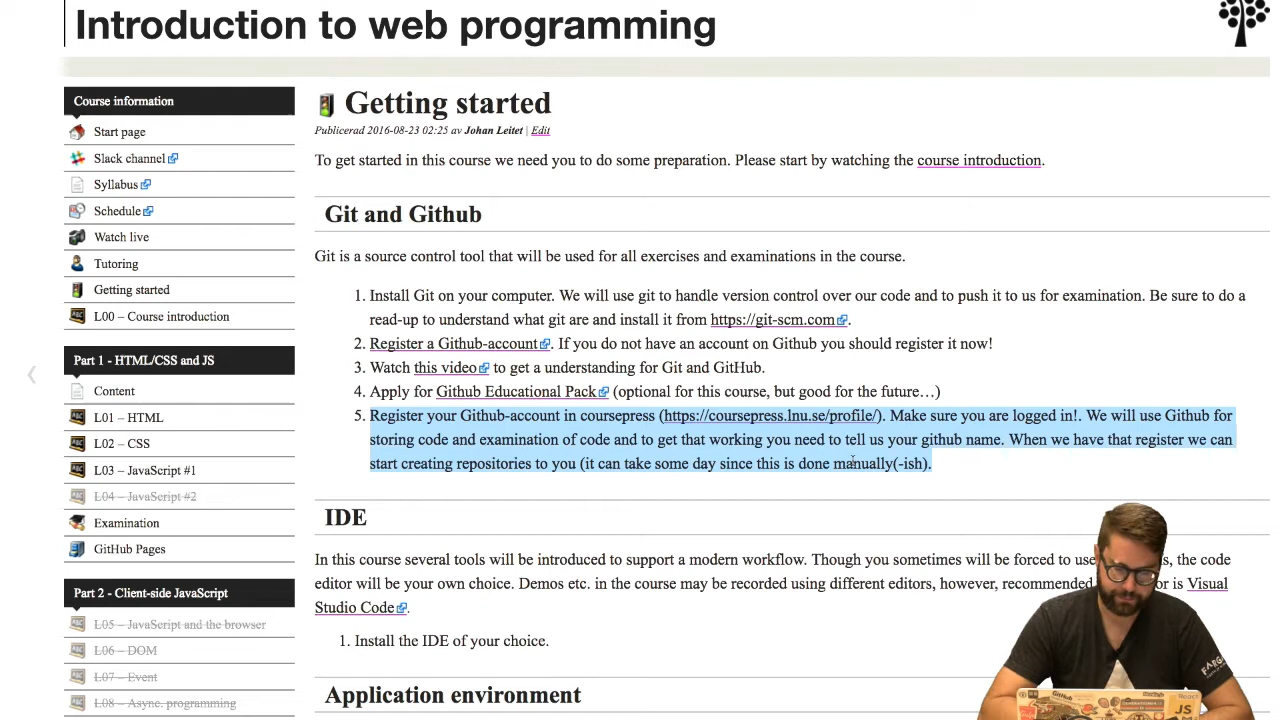 Introduction to web programming
Course information
Start page
Slack channel
Syllabus
Schedule
Watch live
Tutoring
Getting started
L00 – Course introduction
Part 1 - HTML/CSS and JS
Content
L01 – HTML
L02 – CSS
L03 – JavaScript #1
L04 – JavaScript #2
Examination
GitHub Pages
Part 2 - Client-side JavaScript
L05 – JavaScript and the browser
L06 – DOM
L07 – Event
L08 – Async. programming
Getting started
Publicerad 2016-08-23 02:25 av Johan Leitet | Edit
To get started in this course we need you to do some preparation. Please start by watching the course introduction.
Git and Github
Git is a source control tool that will be used for all exercises and examinations in the course.
1. Install Git on your computer. We will use git to handle version control over our code and to push it to us for examination. Be sure to do a
read-up to understand what git are and install it from https://git-scm.com.
2. Register a Github-account. If you do not have an account on Github you should register it now!
3. Watch this video to get a understanding for Git and GitHub.
4. Apply for Github Educational Pack (optional for this course, but good for the future…)
5. Register your Github-account in coursepress (https://coursepress.lnu.se/profile/). Make sure you are logged in!. We will use Github for
storing code and examination of code and to get that working you need to tell us your github name. When we have that register we can
start creating repositories to you (it can take some day since this is done manually(-ish).
IDE
In this course several tools will be introduced to support a modern workflow. Though you sometimes will be forced to use the code
editor will be your own choice. Demos etc. in the course may be recorded using different editors, however, recommended is Visual
Studio Code.
1. Install the IDE of your choice.
Application environment
GitHub
React
JS